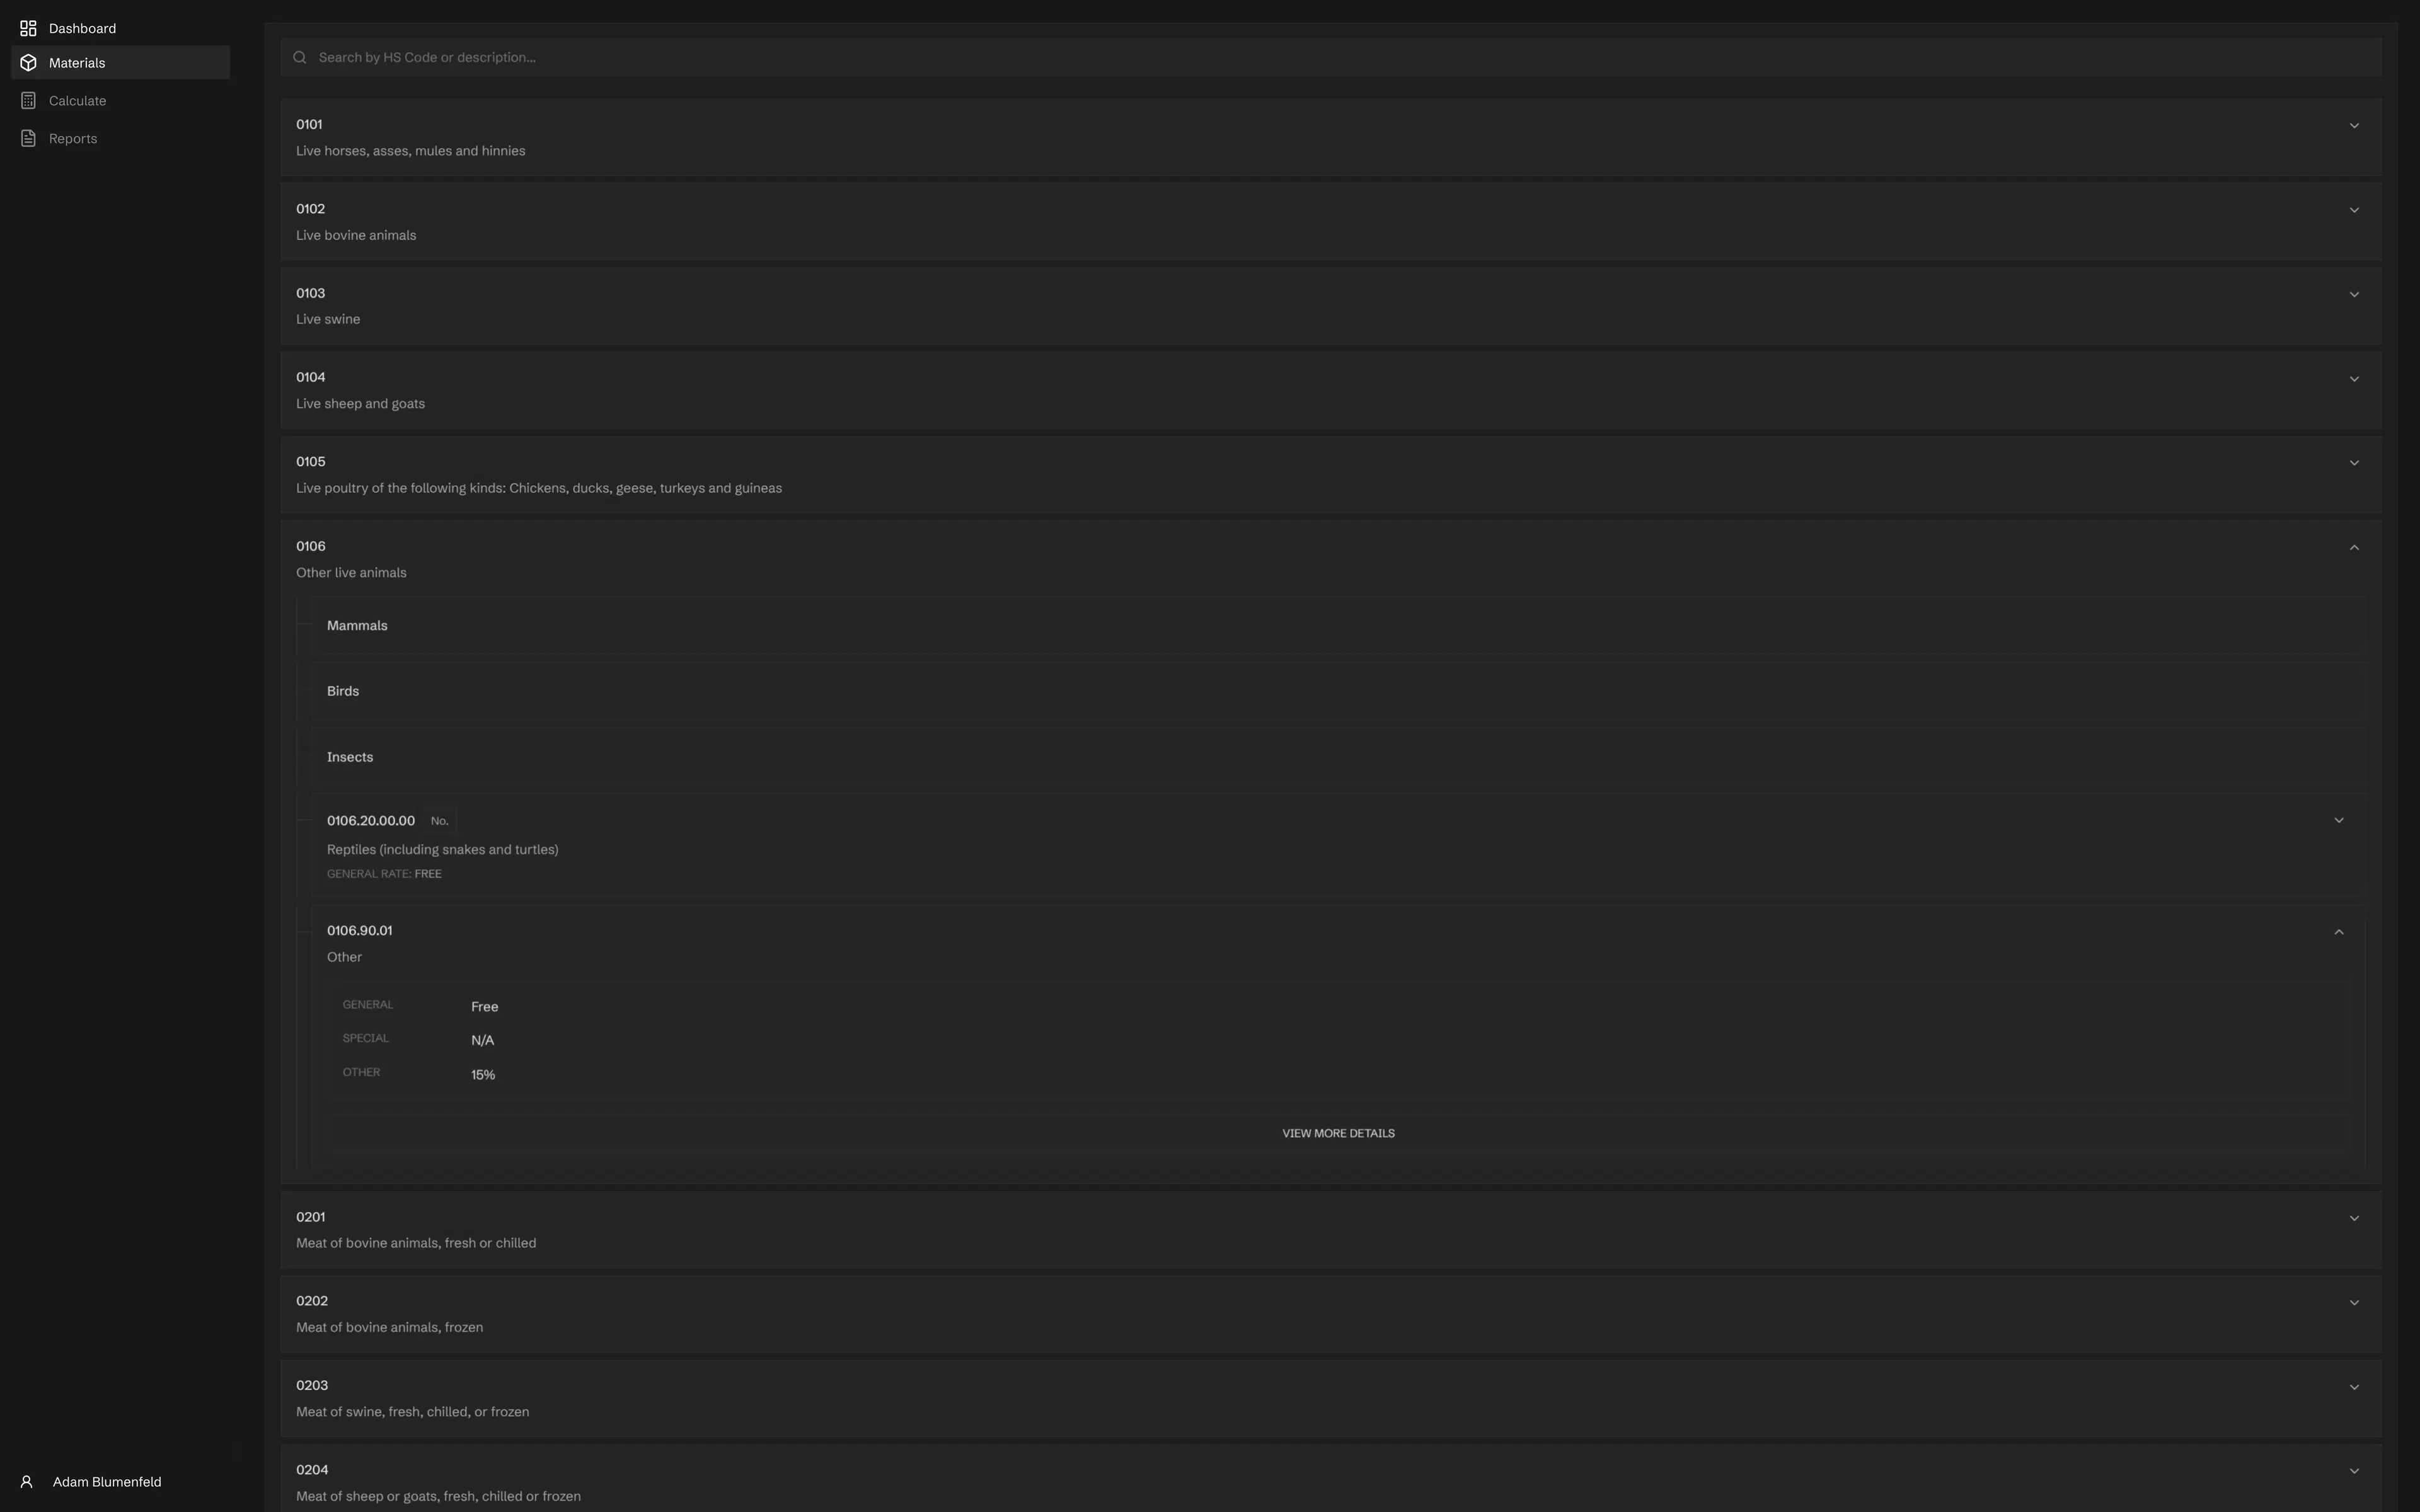 Dashboard
Materials
Calculate
Reports
Search by HS Code or description...
0101
Live horses, asses, mules and hinnies
0102
Live bovine animals
0103
Live swine
0104
Live sheep and goats
0105
Live poultry of the following kinds: Chickens, ducks, geese, turkeys and guineas
0106
Other live animals
Mammals
Birds
Insects
0106.20.00.00 No.
Reptiles (including snakes and turtles)
GENERAL RATE: FREE
0106.90.01
Other
GENERAL Free
SPECIAL N/A
OTHER 15%
VIEW MORE DETAILS
0201
Meat of bovine animals, fresh or chilled
0202
Meat of bovine animals, frozen
0203
Meat of swine, fresh, chilled, or frozen
0204
Meat of sheep or goats, fresh, chilled or frozen
Adam Blumenfeld